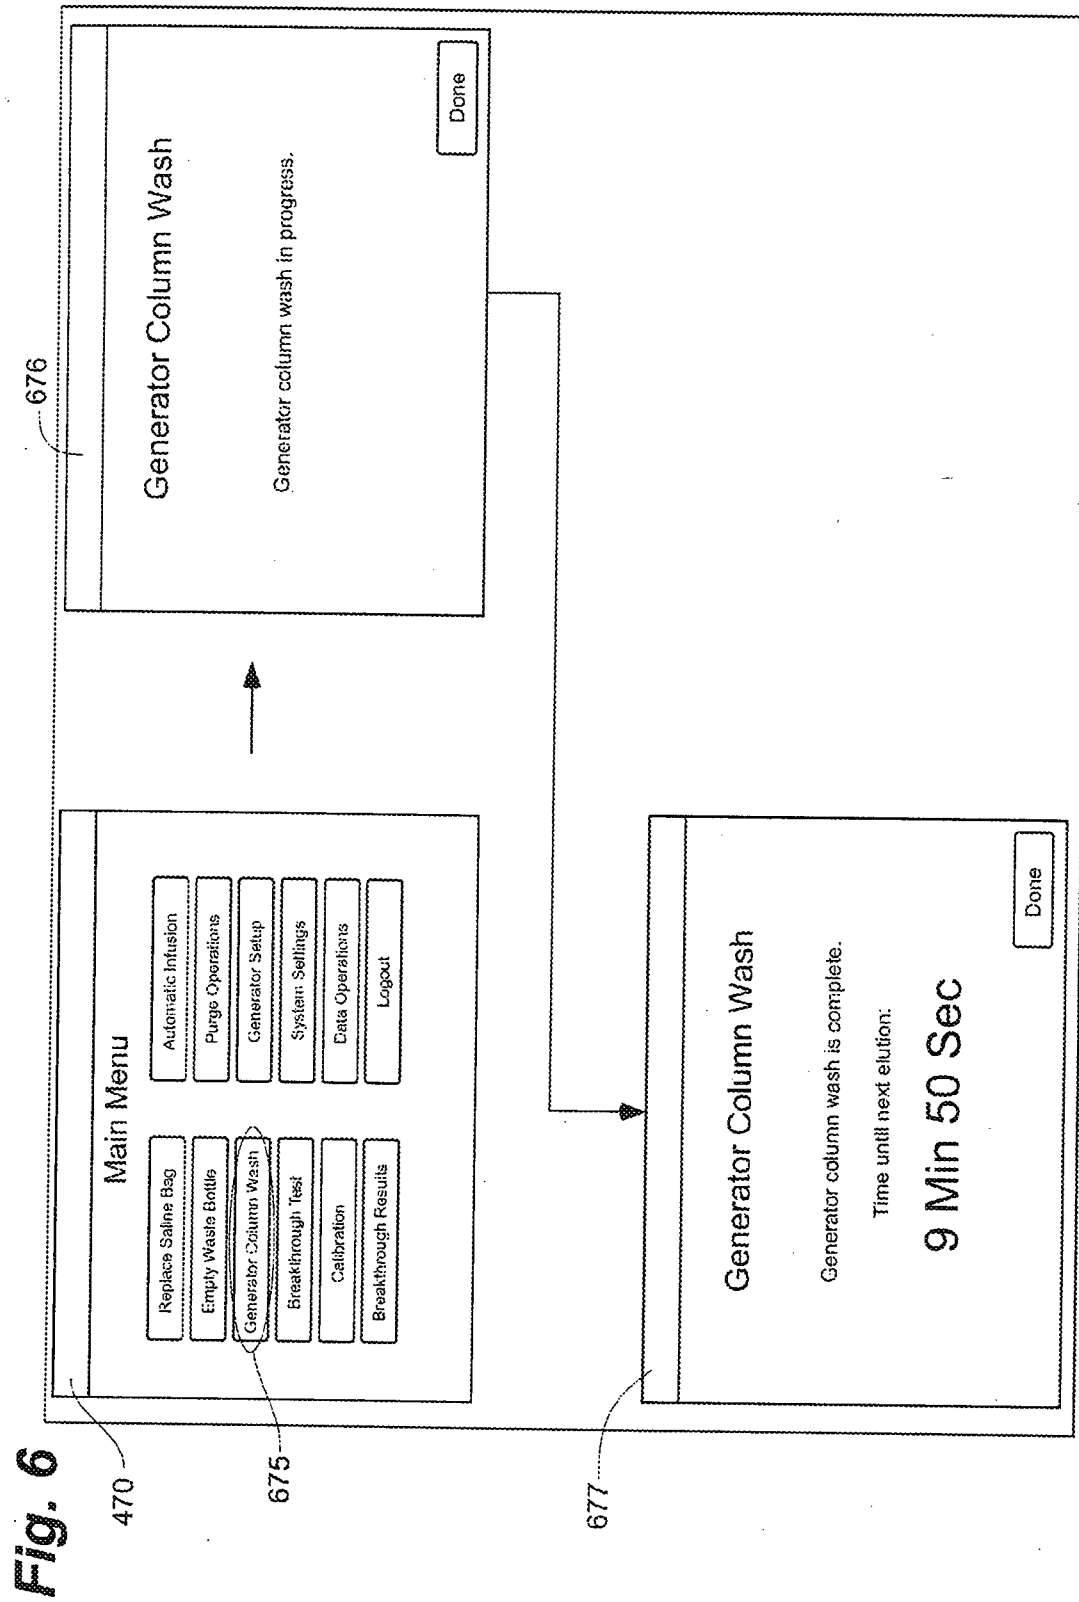 Fig. 6
470
Main Menu
Replace Saline Bag
Automatic Infusion
Empty Waste Bottle
Purge Operations
Generator Column Wash
Generator Setup
Breakthrough Test
System Settings
Calibration
Data Operations
Breakthrough Results
Logout
675
676
Generator Column Wash
Generator column wash in progress.
Done
677
Generator Column Wash
Generator column wash is complete.
Time until next elution:
9 Min 50 Sec
Done